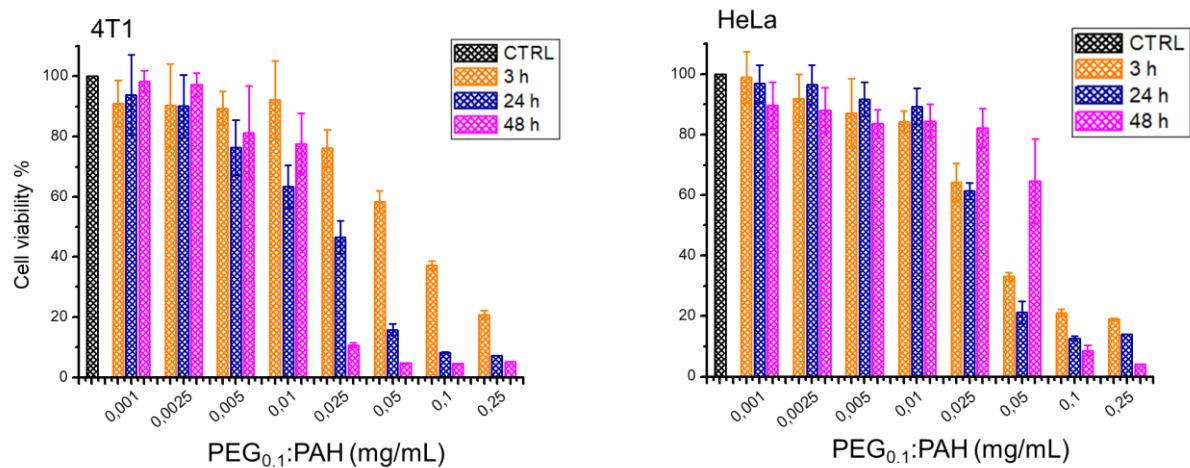 4T1
CTRL
3 h
24 h
48 h
100
80
60
40
20
0
Cell viability %
0,001
0,0025
0,005
0,01
0,025
0,05
0,1
0,25
PEG0.1:PAH (mg/mL)
HeLa
CTRL
3 h
24 h
48 h
100
80
60
40
20
0
0,001
0,0025
0,005
0,01
0,025
0,05
0,1
0,25
PEG0.1:PAH (mg/mL)